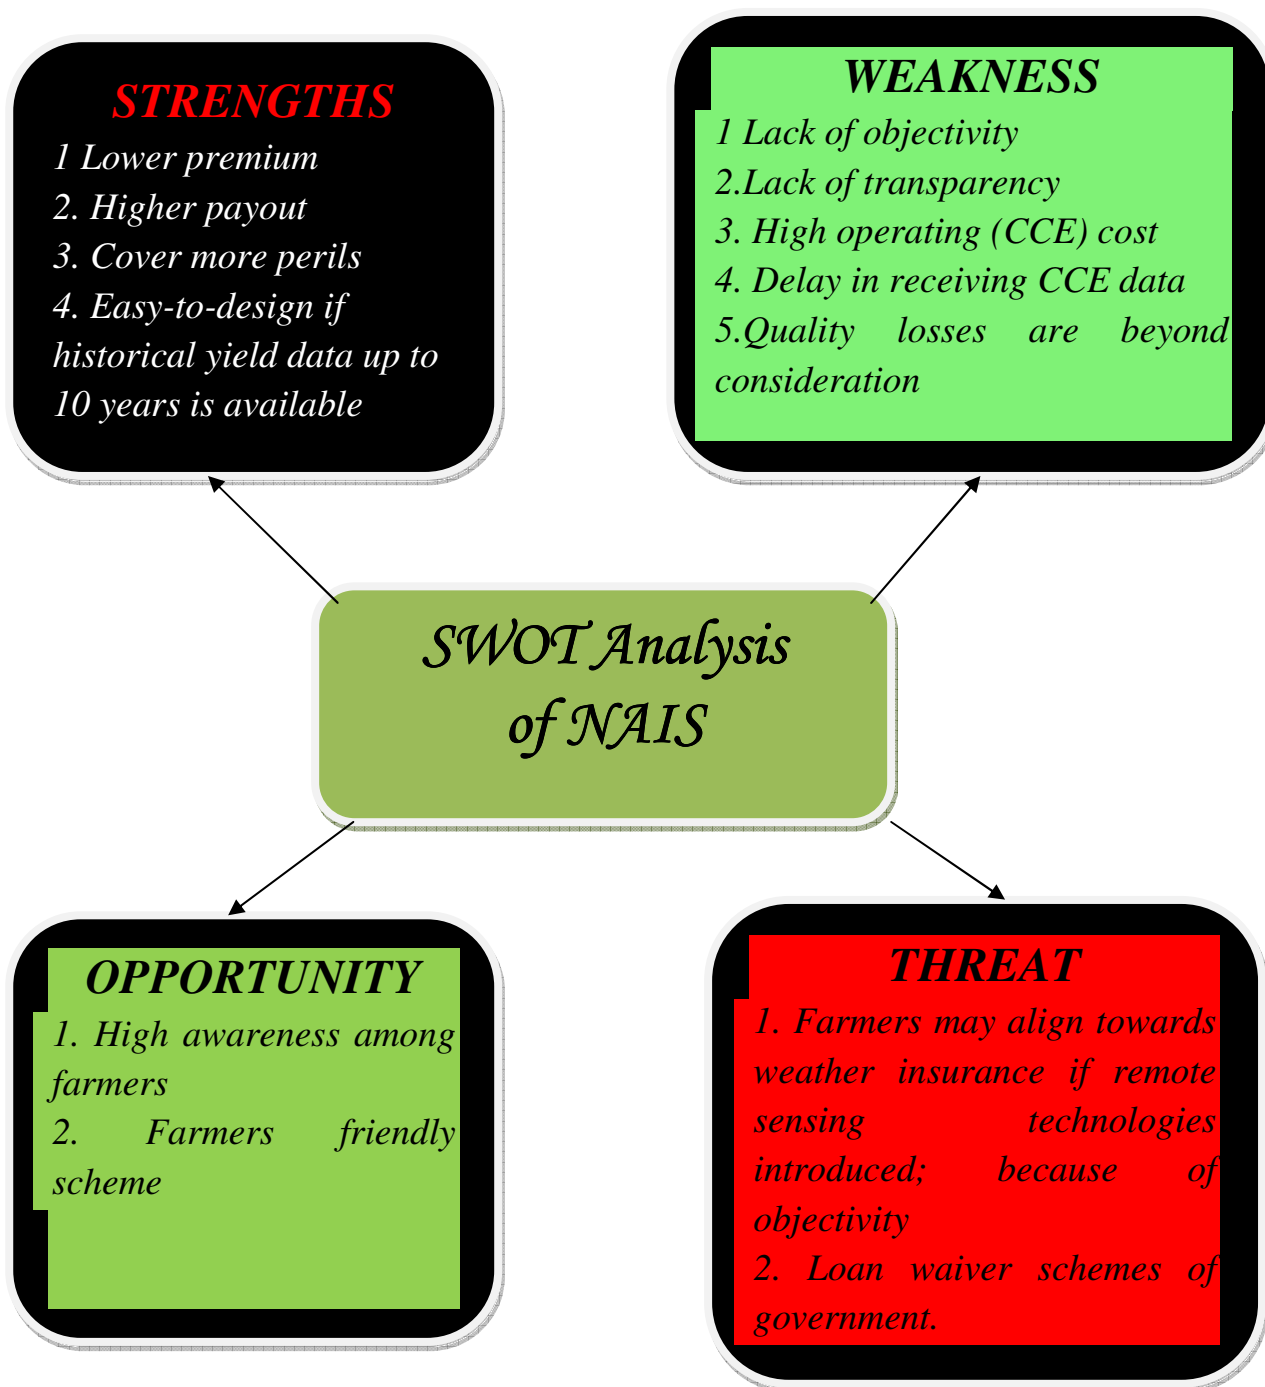 STRENGTHS
1 Lower premium
2. Higher payout
3. Cover more perils
4. Easy-to-design if
historical yield data up to
10 years is available
WEAKNESS
1 Lack of objectivity
2.Lack of transparency
3. High operating (CCE) cost
4. Delay in receiving CCE data
5.Quality losses are beyond
consideration
SWOT Analysis
of NAIS
OPPORTUNITY
1. High awareness among
farmers
2. Farmers friendly
scheme
THREAT
1. Farmers may align towards
weather insurance if remote
sensing technologies
introduced; because of
objectivity
2. Loan waiver schemes of
government.